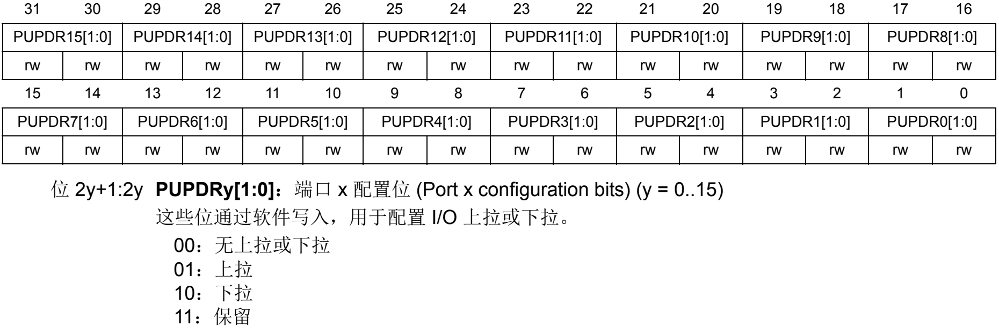 31 30 29 28 27 26 25 24 23 22 21 20 19 18 17 16
PUPDR15[1:0] PUPDR14[1:0] PUPDR13[1:0] PUPDR12[1:0] PUPDR11[1:0] PUPDR10[1:0] PUPDR9[1:0] PUPDR8[1:0]
rw rw rw rw rw rw rw rw rw rw rw rw rw rw rw rw
15 14 13 12 11 10 9 8 7 6 5 4 3 2 1 0
PUPDR7[1:0] PUPDR6[1:0] PUPDR5[1:0] PUPDR4[1:0] PUPDR3[1:0] PUPDR2[1:0] PUPDR1[1:0] PUPDR0[1:0]
rw rw rw rw rw rw rw rw rw rw rw rw rw rw rw rw
位 2y+1:2y PUPDRy[1:0]：端口 x 配置位 (Port x configuration bits) (y = 0..15)
这些位通过软件写入，用于配置 I/O 上拉或下拉。
00：无上拉或下拉
01：上拉
10：下拉
11：保留